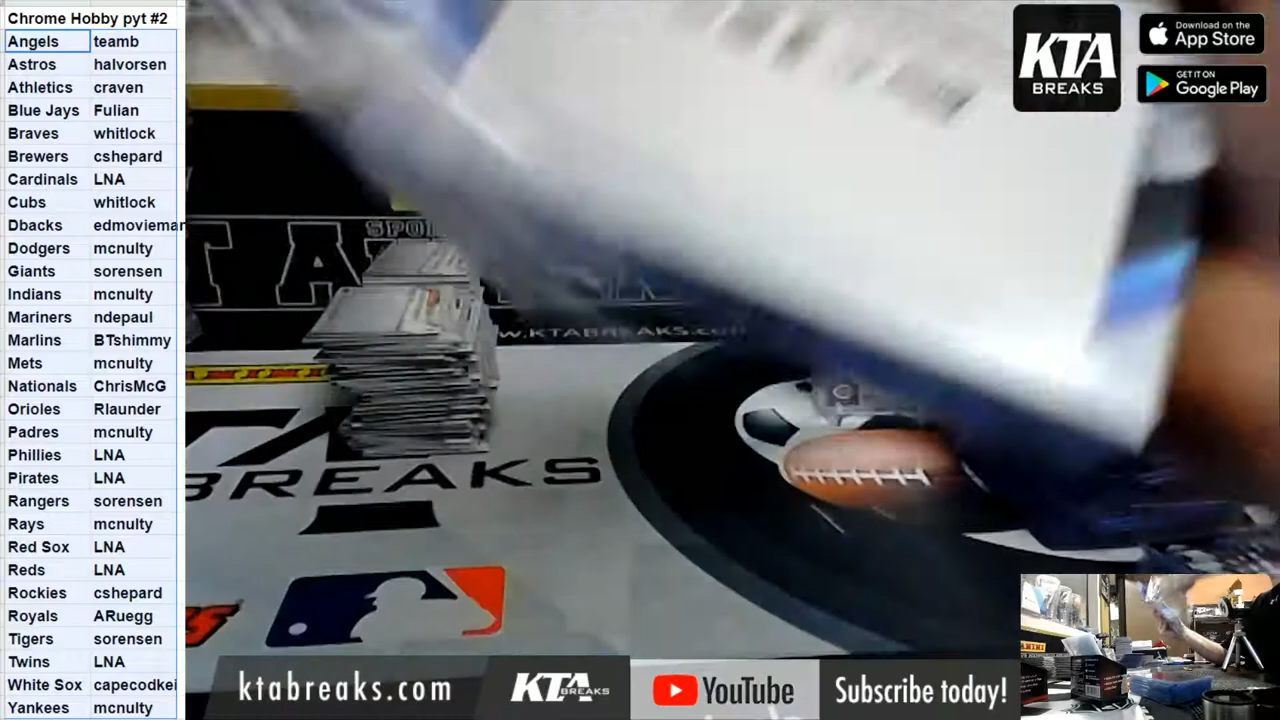 Chrome Hobby pyt #2
Angels teamb
Astros halvorsen
Athletics craven
Blue Jays Fulian
Braves whitlock
Brewers cshepard
Cardinals LNA
Cubs whitlock
Dbacks edmoviemar
Dodgers mcnulty
Giants sorensen
Indians mcnulty
Mariners ndepaul
Marlins BTshimmy
Mets mcnulty
Nationals ChrisMcG
Orioles Rlaunder
Padres mcnulty
Phillies LNA
Pirates LNA
Rangers sorensen
Rays mcnulty
Red Sox LNA
Reds LNA
Rockies cshepard
Royals ARuegg
Tigers sorensen
Twins LNA
White Sox capecodkei
Yankees mcnulty
KTA
BREAKS
Download on the
App Store
GET IT ON
Google Play
www.KTABREAKS.com
BREAKS
ktabreaks.com
KTA
BREAKS
YouTube
Subscribe today!